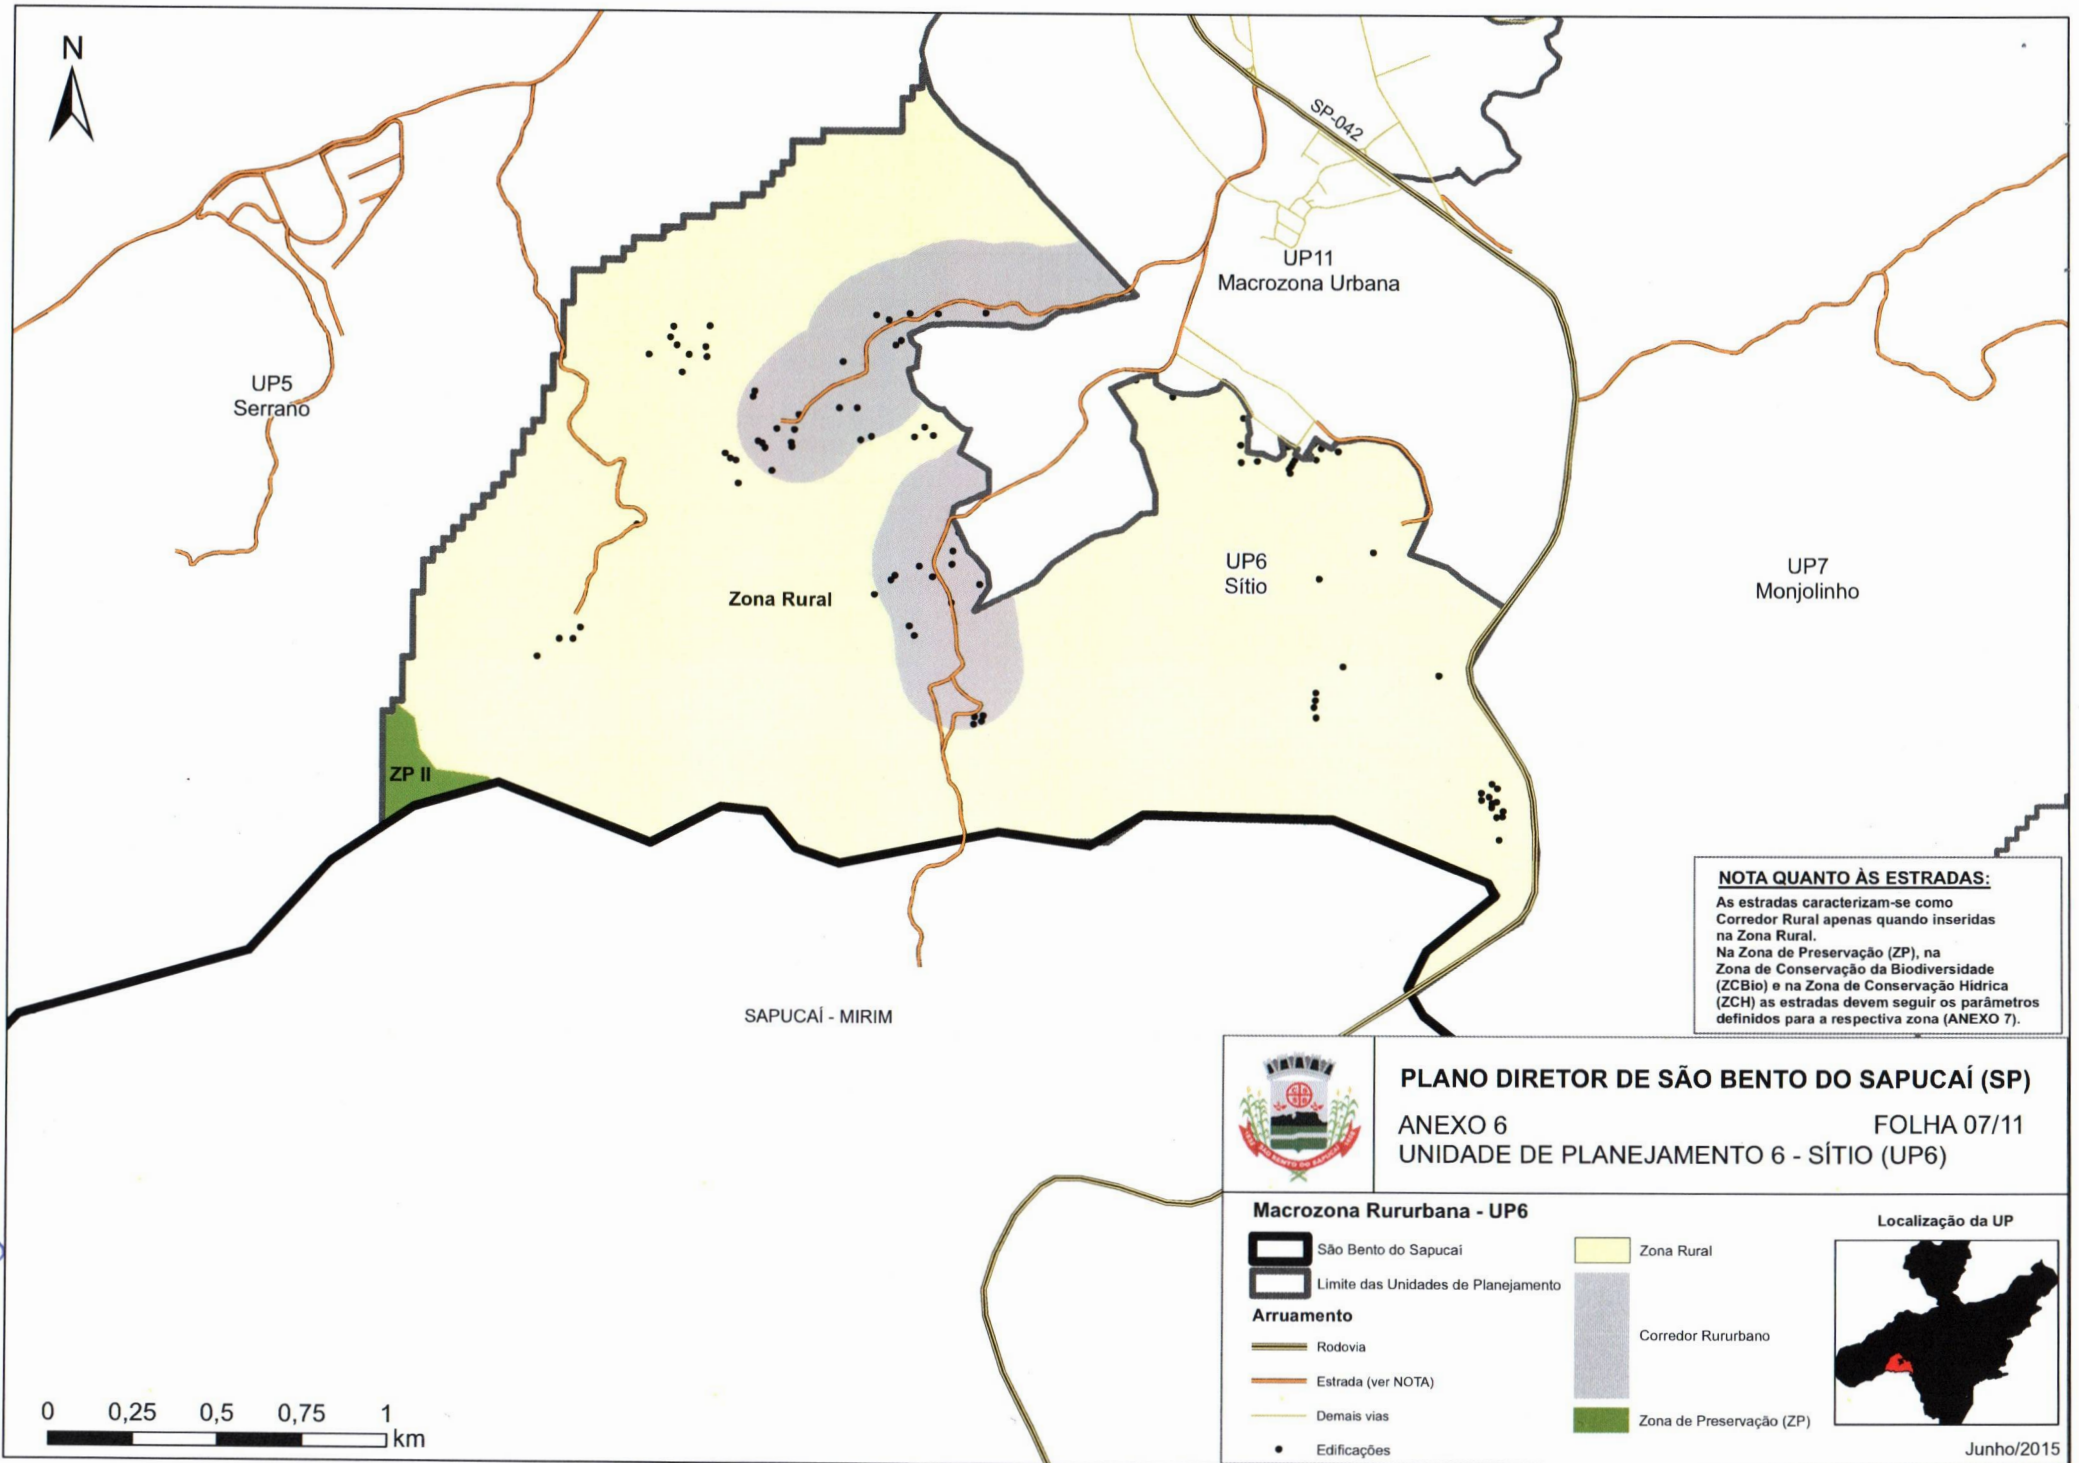 N
SP-042
UP11
Macrozona Urbana
UP5
Serrano
UP6
Sítio
UP7
Monjolinho
Zona Rural
ZP II
SAPUCAÍ - MIRIM
NOTA QUANTO ÀS ESTRADAS:
As estradas caracterizam-se como
Corredor Rural apenas quando inseridas
na Zona Rural.
Na Zona de Preservação (ZP), na
Zona de Conservação da Biodiversidade
(ZCBio) e na Zona de Conservação Hídrica
(ZCH) as estradas devem seguir os parâmetros
definidos para a respectiva zona (ANEXO 7).
PLANO DIRETOR DE SÃO BENTO DO SAPUCAÍ (SP)
ANEXO 6 FOLHA 07/11
UNIDADE DE PLANEJAMENTO 6 - SÍTIO (UP6)
SÃO BENTO DO SAPUCAÍ
Macrozona Rururbana - UP6
São Bento do Sapucaí
Limite das Unidades de Planejamento
Arruamento
Rodovia
Estrada (ver NOTA)
Demais vias
Edificações
Zona Rural
Corredor Rururbano
Zona de Preservação (ZP)
Localização da UP
Junho/2015
0 0,25 0,5 0,75 1
km